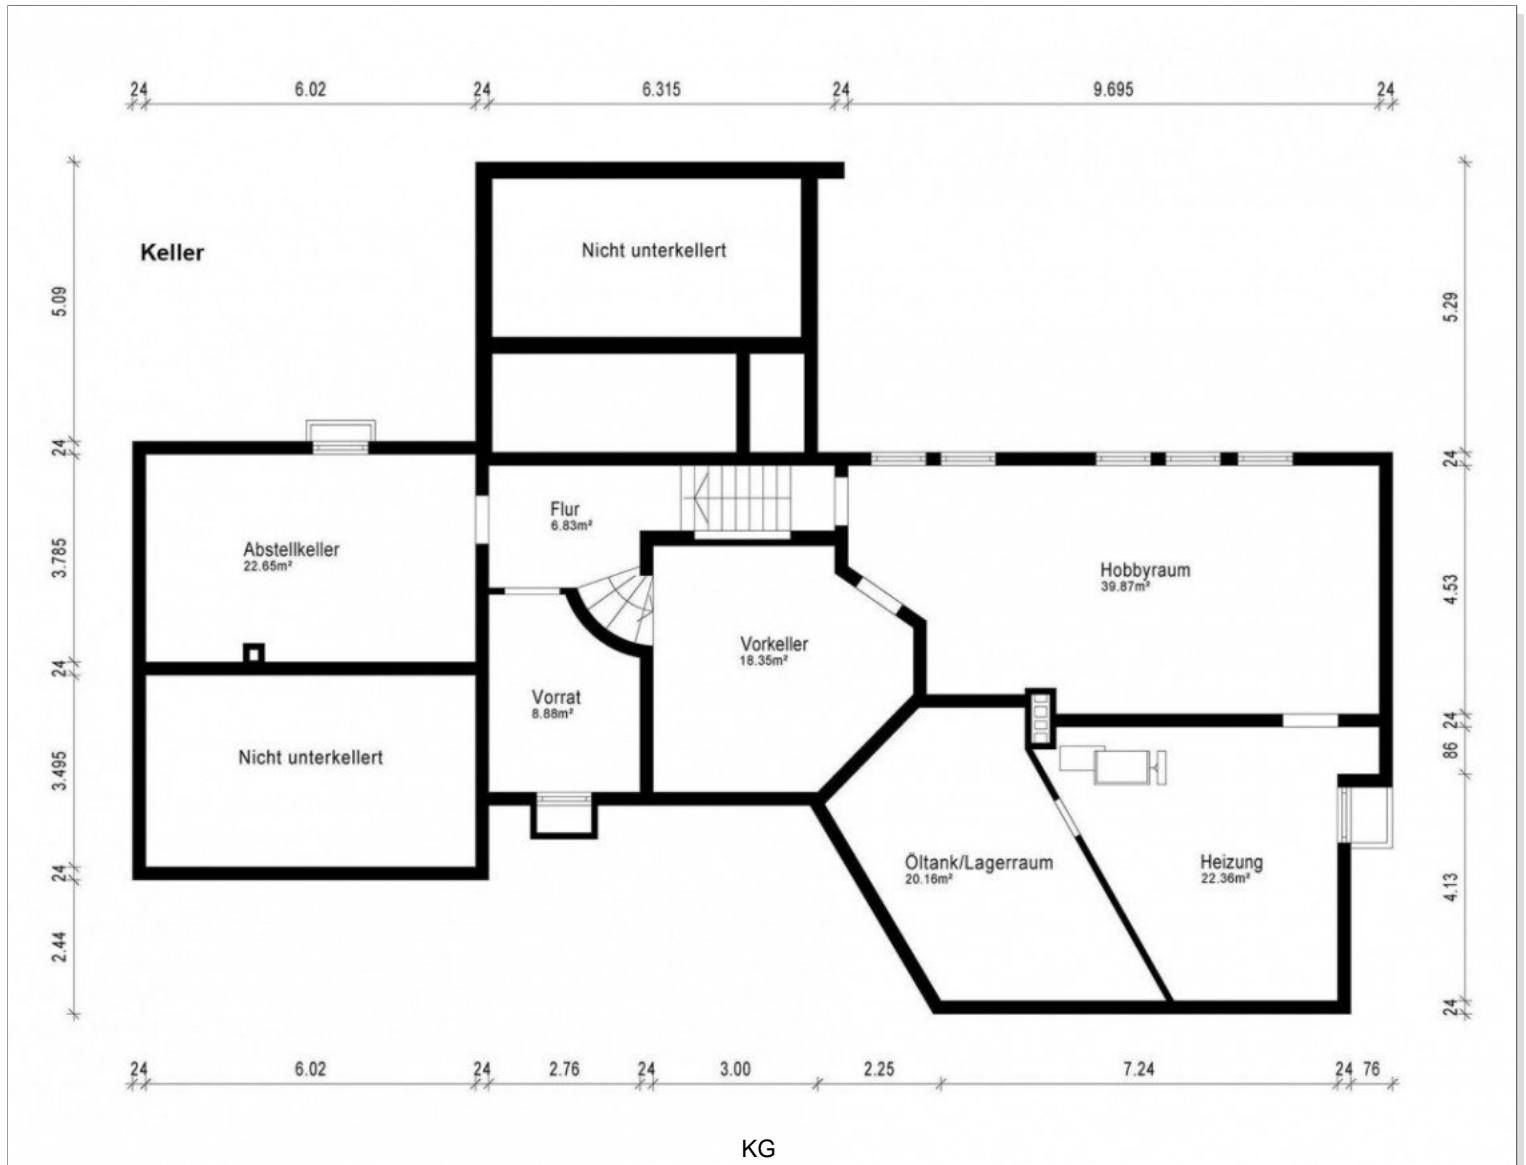 24 6.02 24 6.315 24 9.695 24
Keller
Nicht unterkellert
5.09
5.29
24
24
Flur
6.83m²
Abstellkeller
22.65m²
3.785
Hobbyraum
39.87m²
4.53
Vorkeller
18.35m²
24
Vorrat
8.88m²
24
86
Nicht unterkellert
3.495
Öltank/Lagerraum
20.16m²
Heizung
22.36m²
24
4.13
2.44
24
24 6.02 24 2.76 24 3.00 2.25 7.24 24 76
KG